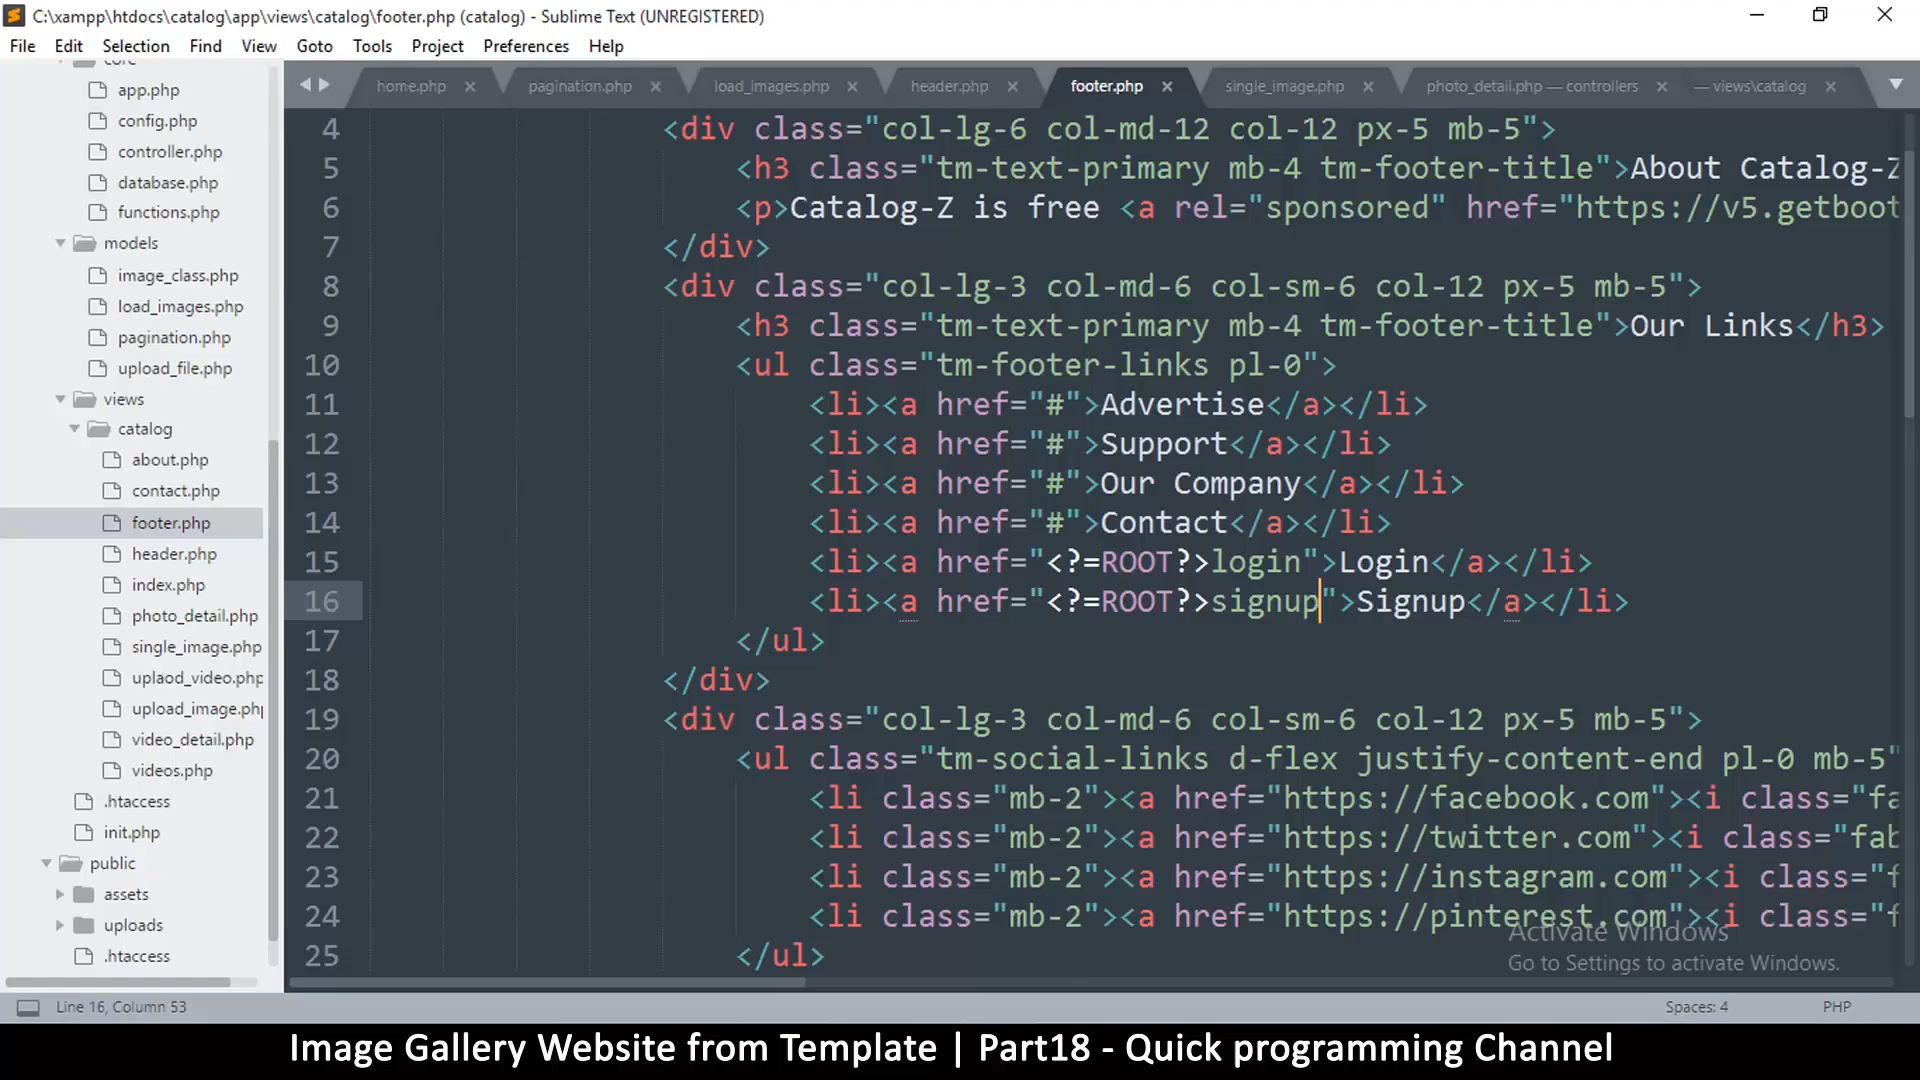 C:\xampp\htdocs\catalog\app\views\catalog\footer.php (catalog) - Sublime Text (UNREGISTERED)
File Edit Selection Find View Goto Tools Project Preferences Help
core
app.php
config.php
controller.php
database.php
functions.php
models
image_class.php
load_images.php
pagination.php
upload_file.php
views
catalog
about.php
contact.php
footer.php
header.php
index.php
photo_detail.php
single_image.php
uplaod_video.php
upload_image.php
video_detail.php
videos.php
.htaccess
init.php
public
assets
uploads
.htaccess
home.php pagination.php load_images.php header.php footer.php single_image.php photo_detail.php — controllers — views\catalog
4 <div class="col-lg-6 col-md-12 col-12 px-5 mb-5">
5 <h3 class="tm-text-primary mb-4 tm-footer-title">About Catalog-Z
6 <p>Catalog-Z is free <a rel="sponsored" href="https://v5.getboot
7 </div>
8 <div class="col-lg-3 col-md-6 col-sm-6 col-12 px-5 mb-5">
9 <h3 class="tm-text-primary mb-4 tm-footer-title">Our Links</h3>
10 <ul class="tm-footer-links pl-0">
11 <li><a href="#">Advertise</a></li>
12 <li><a href="#">Support</a></li>
13 <li><a href="#">Our Company</a></li>
14 <li><a href="#">Contact</a></li>
15 <li><a href="<?=ROOT?>login">Login</a></li>
16 <li><a href="<?=ROOT?>signup">Signup</a></li>
17 </ul>
18 </div>
19 <div class="col-lg-3 col-md-6 col-sm-6 col-12 px-5 mb-5">
20 <ul class="tm-social-links d-flex justify-content-end pl-0 mb-5"
21 <li class="mb-2"><a href="https://facebook.com"><i class="fa
22 <li class="mb-2"><a href="https://twitter.com"><i class="fab
23 <li class="mb-2"><a href="https://instagram.com"><i class="f
24 <li class="mb-2"><a href="https://pinterest.com"><i class="f
25 </ul>
Activate Windows
Go to Settings to activate Windows.
Line 16, Column 53 Spaces: 4 PHP
Image Gallery Website from Template | Part18 - Quick programming Channel